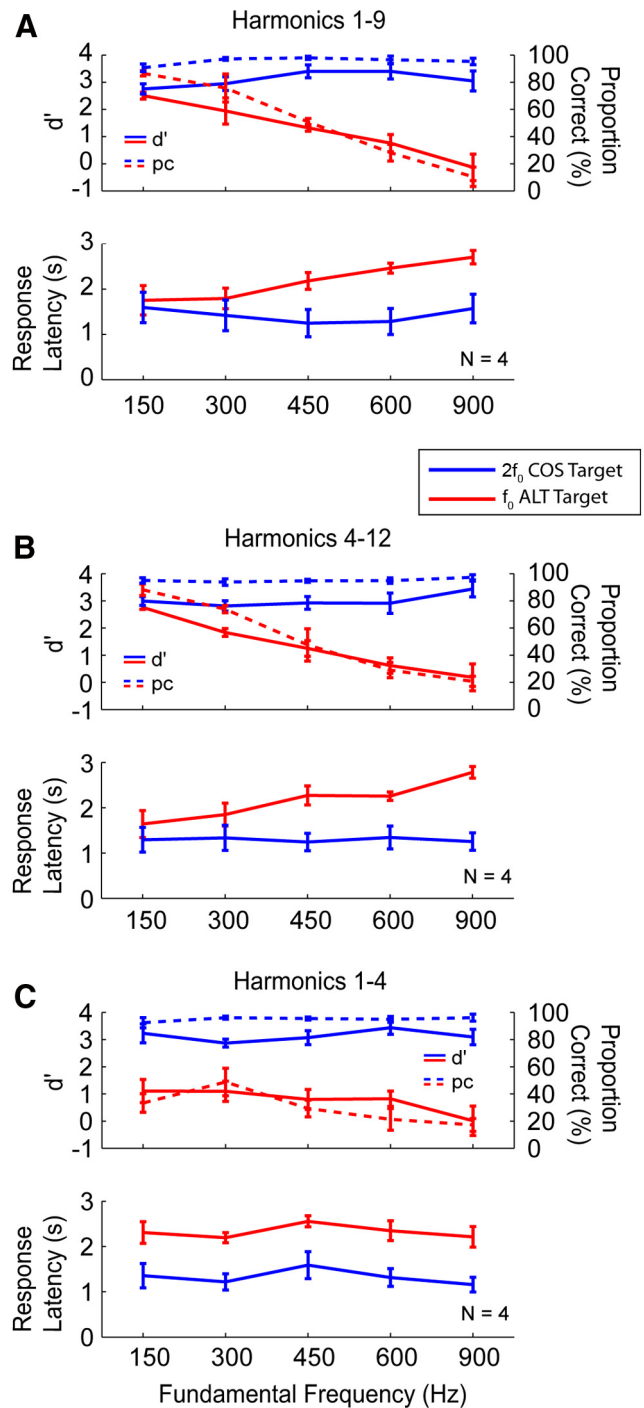 A
Harmonics 1-9
4
3
2
1
0
-1
d'
d'
pc
100
80
60
40
20
0
Proportion
Correct (%)
3
2
1
0
Response
Latency (s)
N = 4
150 300 450 600 900
2f₀ COS Target
f₀ ALT Target
B
Harmonics 4-12
4
3
2
1
0
-1
d'
d'
pc
100
80
60
40
20
0
Proportion
Correct (%)
3
2
1
0
Response
Latency (s)
N = 4
150 300 450 600 900
C
Harmonics 1-4
4
3
2
1
0
-1
d'
d'
pc
100
80
60
40
20
0
Proportion
Correct (%)
3
2
1
0
Response
Latency (s)
N = 4
150 300 450 600 900
Fundamental Frequency (Hz)